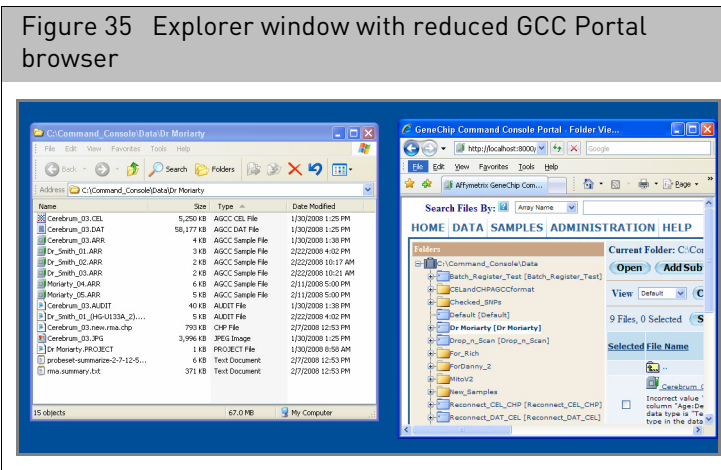 Figure 35 Explorer window with reduced GCC Portal
browser
C:\Command_Console\Data\Dr Moriarty
File Edit View Favorites Tools Help
Back Search Folders
Address C:\Command_Console\Data\Dr Moriarty
Name Size Type Date Modified
Cerebrum_03.CEL 5,250 KB AGCC CEL File 1/30/2008 1:25 PM
Cerebrum_03.DAT 58,177 KB AGCC DAT File 1/30/2008 1:25 PM
Cerebrum_03.ARR 4 KB AGCC Sample File 1/30/2008 1:38 PM
Dr_Smith_01.ARR 3 KB AGCC Sample File 2/22/2008 4:02 PM
Dr_Smith_02.ARR 2 KB AGCC Sample File 2/22/2008 10:17 AM
Dr_Smith_03.ARR 2 KB AGCC Sample File 2/22/2008 10:21 AM
Moriarty_04.ARR 6 KB AGCC Sample File 2/11/2008 5:00 PM
Moriarty_05.ARR 5 KB AGCC Sample File 2/11/2008 5:00 PM
Cerebrum_03.AUDIT 40 KB AUDIT File 1/30/2008 1:38 PM
Dr_Smith_01_(HG-U133A_2).... 5 KB AUDIT File 2/22/2008 4:02 PM
Cerebrum_03.new.rma.chp 793 KB CHP File 2/7/2008 12:53 PM
Cerebrum_03.JPG 3,996 KB JPEG Image 1/30/2008 1:25 PM
Dr Moriarty.PROJECT 1 KB PROJECT File 1/30/2008 8:58 AM
probeset-summarize-2-7-12-5... 6 KB Text Document 2/7/2008 12:53 PM
rma.summary.txt 371 KB Text Document 2/7/2008 12:53 PM
15 objects 67.0 MB My Computer
GeneChip Command Console Portal - Folder Vie...
http://localhost:8000/ Google
File Edit View Favorites Tools Help
Affymetrix GeneChip Com... Page
Search Files By: Array Name
HOME DATA SAMPLES ADMINISTRATION HELP
Folders
C:\Command_Console\Data
Batch_Register_Test [Batch_Register_Test]
CELandCHPAGCCformat
Checked_SNPs
Default [Default]
Dr Moriarty [Dr Moriarty]
Drop_n_Scan [Drop_n_Scan]
For_Rich
ForDanny_2
MitoV2
New_Samples
Reconnect_CEL_CHP [Reconnect_CEL_CHP]
Reconnect_DAT_CEL [Reconnect_DAT_CEL]
Current Folder: C:\Co
Open Add Sub
View Default
9 Files, 0 Selected
Selected File Name
..
Cerebrum_0
Incorrect value "
column "Age:De
data type is "Te
type in the data